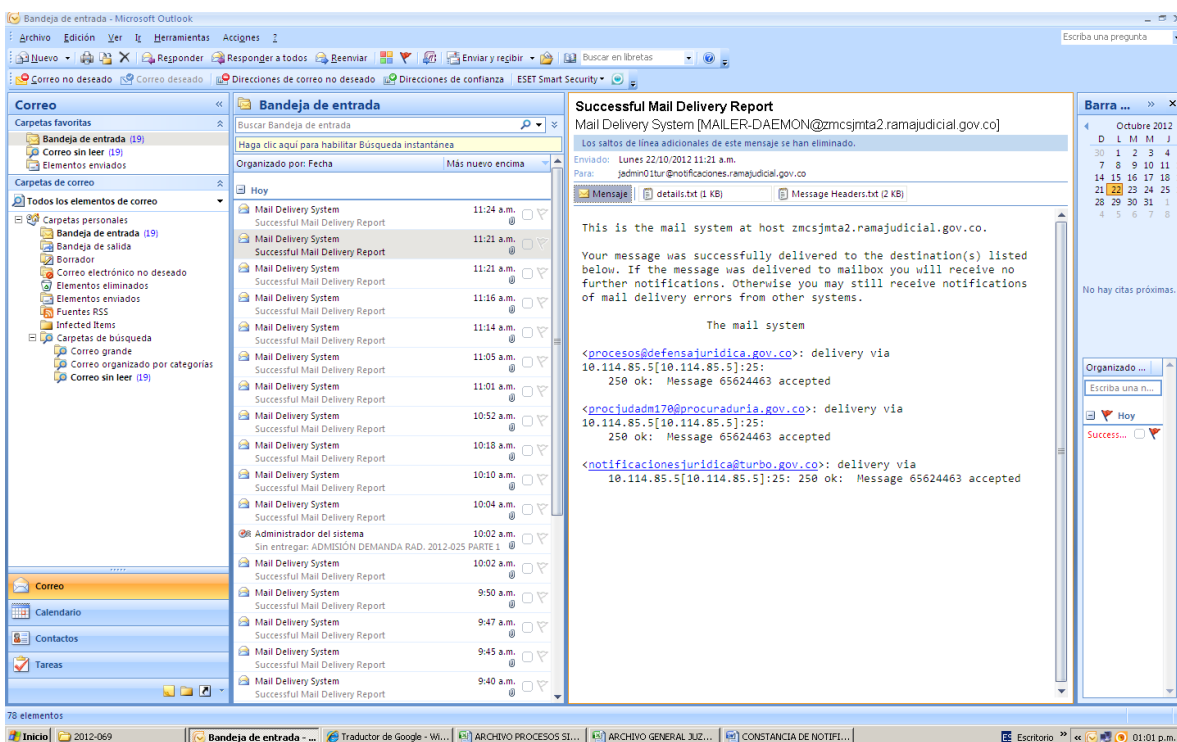 Bandeja de entrada - Microsoft Outlook
Archivo Edición Ver Ir Herramientas Acciones ?
Escriba una pregunta
Nuevo Responder Responder a todos Reenviar Enviar y recibir Buscar en libretas
Correo no deseado Correo deseado Direcciones de correo no deseado Direcciones de confianza ESET Smart Security
Correo «
Carpetas favoritas
Bandeja de entrada (19)
Correo sin leer (19)
Elementos enviados
Carpetas de correo
Todos los elementos de correo
Carpetas personales
Bandeja de entrada (19)
Bandeja de salida
Borrador
Correo electrónico no deseado
Elementos eliminados
Elementos enviados
Fuentes RSS
Infected Items
Carpetas de búsqueda
Correo grande
Correo organizado por categorías
Correo sin leer (19)
Correo
Calendario
Contactos
Tareas
Bandeja de entrada
Buscar Bandeja de entrada
Haga clic aquí para habilitar Búsqueda instantánea
Organizado por: Fecha Más nuevo encima
Hoy
Mail Delivery System 11:24 a.m.
Successful Mail Delivery Report
Mail Delivery System 11:21 a.m.
Successful Mail Delivery Report
Mail Delivery System 11:21 a.m.
Successful Mail Delivery Report
Mail Delivery System 11:16 a.m.
Successful Mail Delivery Report
Mail Delivery System 11:14 a.m.
Successful Mail Delivery Report
Mail Delivery System 11:05 a.m.
Successful Mail Delivery Report
Mail Delivery System 11:01 a.m.
Successful Mail Delivery Report
Mail Delivery System 10:52 a.m.
Successful Mail Delivery Report
Mail Delivery System 10:18 a.m.
Successful Mail Delivery Report
Mail Delivery System 10:10 a.m.
Successful Mail Delivery Report
Mail Delivery System 10:04 a.m.
Successful Mail Delivery Report
Administrador del sistema 10:02 a.m.
Sin entregar: ADMISIÓN DEMANDA RAD. 2012-025 PARTE 1
Mail Delivery System 10:02 a.m.
Successful Mail Delivery Report
Mail Delivery System 9:50 a.m.
Successful Mail Delivery Report
Mail Delivery System 9:47 a.m.
Successful Mail Delivery Report
Mail Delivery System 9:45 a.m.
Successful Mail Delivery Report
Mail Delivery System 9:40 a.m.
Successful Mail Delivery Report
Successful Mail Delivery Report
Mail Delivery System [MAILER-DAEMON@zmcsjmta2.ramajudicial.gov.co]
Los saltos de línea adicionales de este mensaje se han eliminado.
Enviado: Lunes 22/10/2012 11:21 a.m.
Para: jadmin01tur@notificaciones.ramajudicial.gov.co
Mensaje details.txt (1 KB) Message Headers.txt (2 KB)
This is the mail system at host zmcsjmta2.ramajudicial.gov.co.
Your message was successfully delivered to the destination(s) listed
below. If the message was delivered to mailbox you will receive no
further notifications. Otherwise you may still receive notifications
of mail delivery errors from other systems.
The mail system
<procesos@defensajuridica.gov.co>: delivery via
10.114.85.5[10.114.85.5]:25:
250 ok: Message 65624463 accepted
<procjudadm170@procuraduria.gov.co>: delivery via
10.114.85.5[10.114.85.5]:25:
250 ok: Message 65624463 accepted
<notificacionesjuridica@turbo.gov.co>: delivery via
10.114.85.5[10.114.85.5]:25: 250 ok: Message 65624463 accepted
Barra ... » ×
Octubre 2012
D L M M J
30 1 2 3 4
7 8 9 10 11
14 15 16 17 18
21 22 23 24 25
28 29 30 31 1
4 5 6 7 8
No hay citas próximas.
Organizado ...
Escriba una n...
Hoy
Success...
78 elementos
Inicio 2012-069 Bandeja de entrada - ... Traductor de Google - Wi... ARCHIVO PROCESOS SI... ARCHIVO GENERAL JUZ... CONSTANCIA DE NOTIFI... ES Escritorio » « 01:01 p.m.